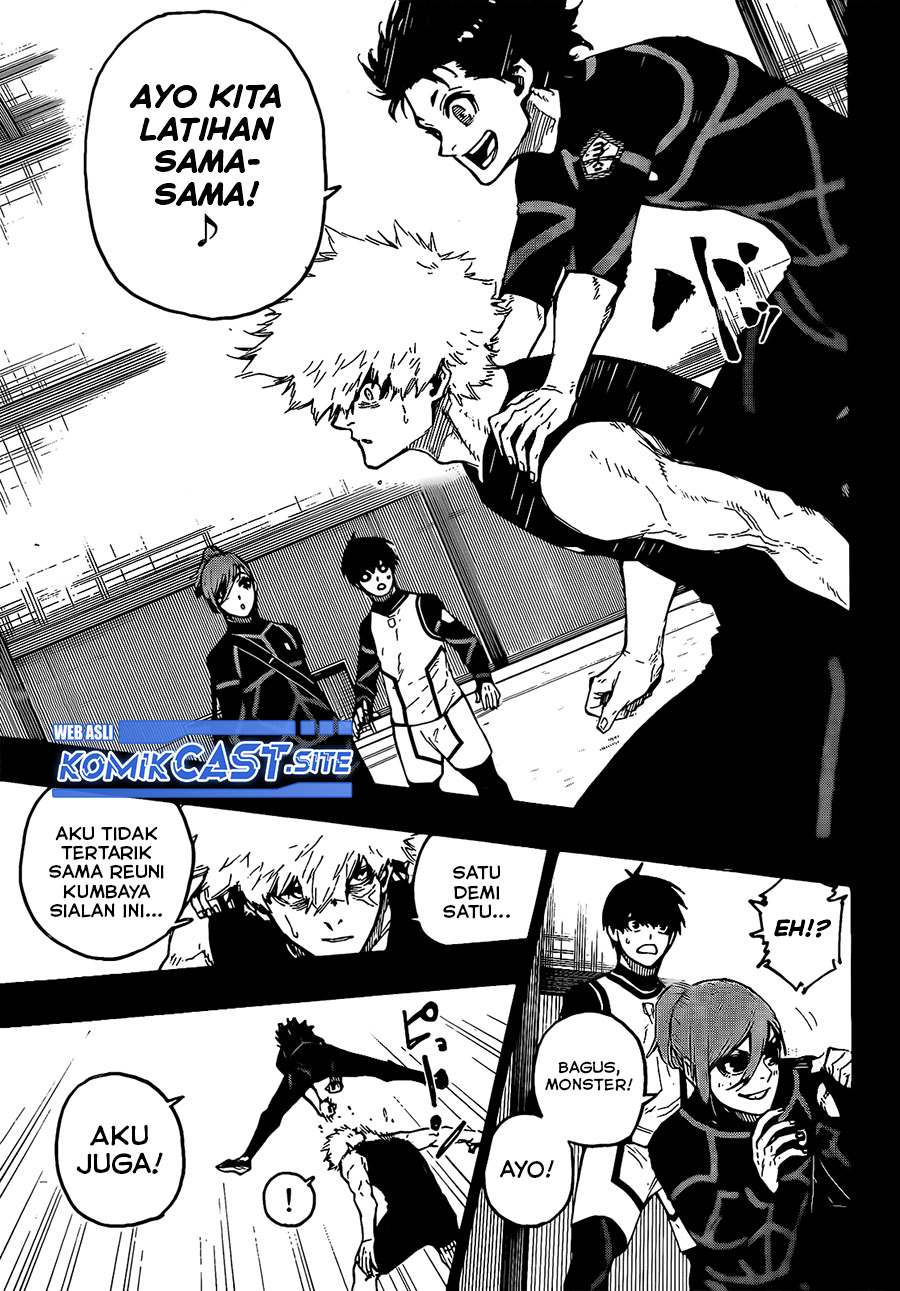 AYO KITA
LATIHAN
SAMA-
SAMA!
♪
WEB ASLI
KOMIKCAST.SITE
AKU TIDAK
TERTARIK
SAMA REUNI
KUMBAYA
SIALAN INI...
SATU
DEMI
SATU...
EH!?
BAGUS,
MONSTER!
AYO!
AKU
JUGA!
!